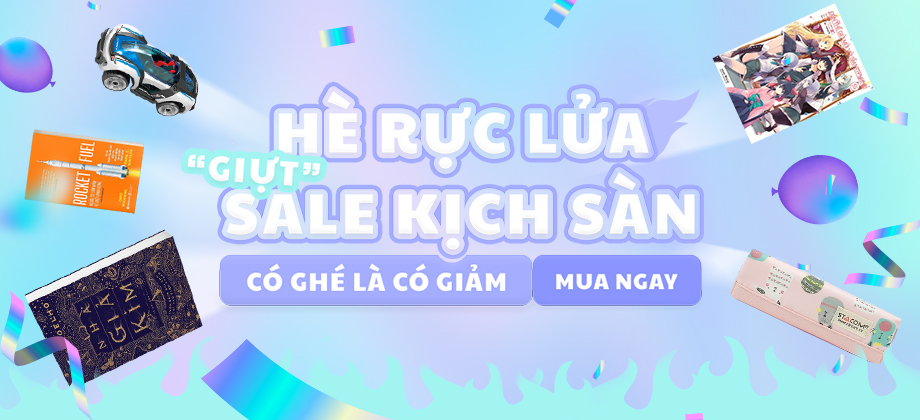 HÈ RỰC LỬA
“GIỰT”
SALE KỊCH SÀN
CÓ GHÉ LÀ CÓ GIẢM
MUA NGAY
ROCKET FUEL
NHÀ
GIẢ
KIM